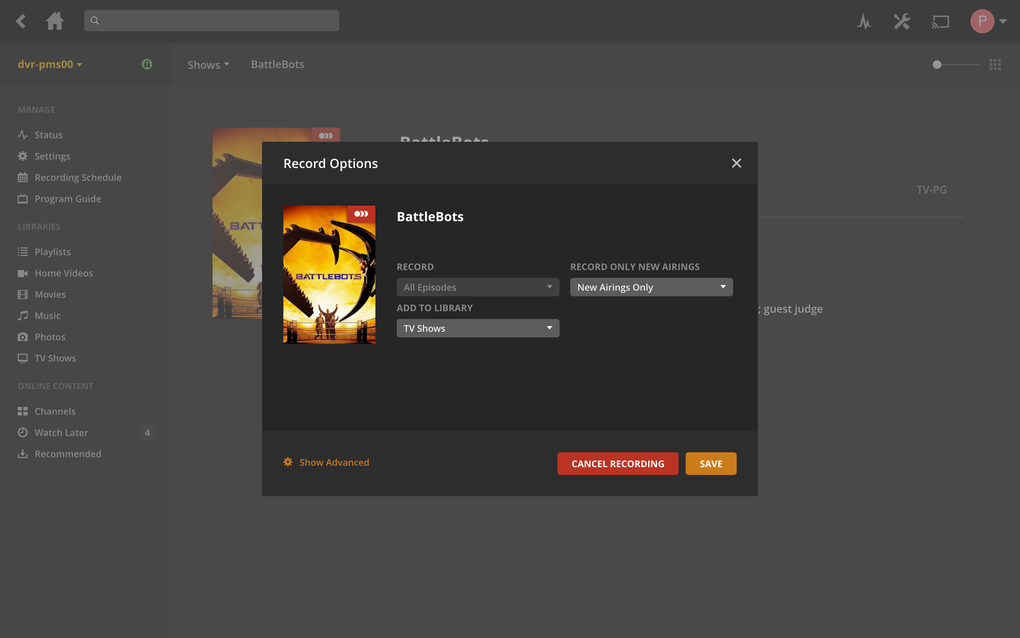 P
dvr-pms00
Shows
BattleBots
MANAGE
Status
Settings
Recording Schedule
Program Guide
LIBRARIES
Playlists
Home Videos
Movies
Music
Photos
TV Shows
ONLINE CONTENT
Channels
Watch Later
4
Recommended
BattleBots
TV-PG
; guest judge
BATT
Record Options
BATTLEBOTS
BattleBots
RECORD
RECORD ONLY NEW AIRINGS
All Episodes
New Airings Only
ADD TO LIBRARY
TV Shows
Show Advanced
CANCEL RECORDING
SAVE